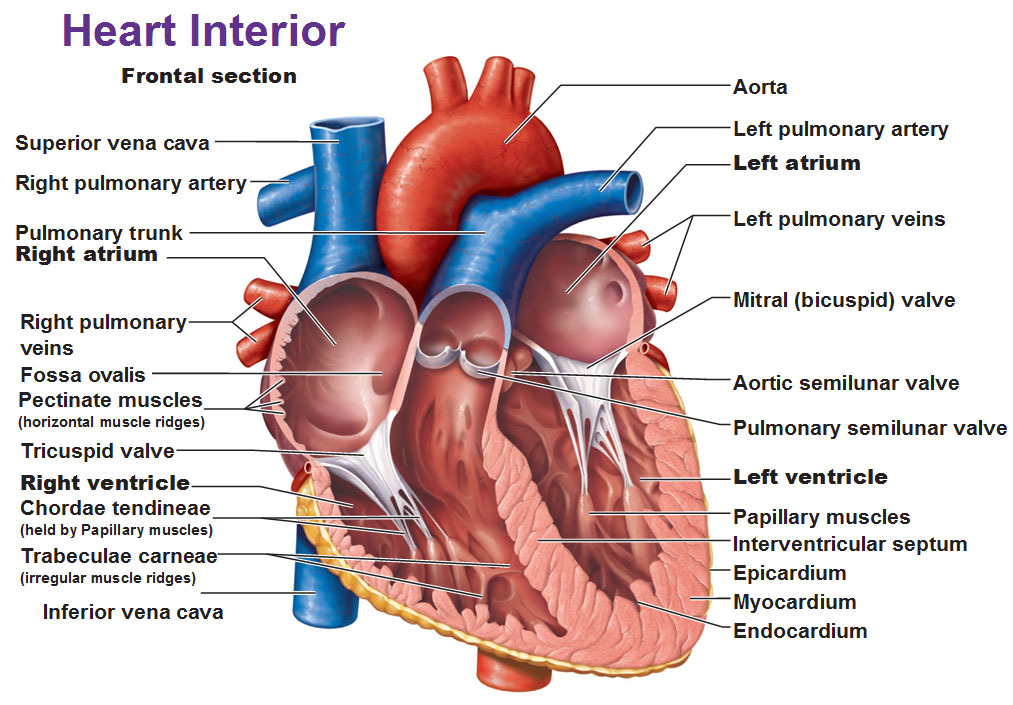 Heart Interior
Frontal section
Superior vena cava
Right pulmonary artery
Pulmonary trunk
Right atrium
Right pulmonary
veins
Fossa ovalis
Pectinate muscles
(horizontal muscle ridges)
Tricuspid valve
Right ventricle
Chordae tendineae
(held by Papillary muscles)
Trabeculae carneae
(irregular muscle ridges)
Inferior vena cava
Aorta
Left pulmonary artery
Left atrium
Left pulmonary veins
Mitral (bicuspid) valve
Aortic semilunar valve
Pulmonary semilunar valve
Left ventricle
Papillary muscles
Interventricular septum
Epicardium
Myocardium
Endocardium